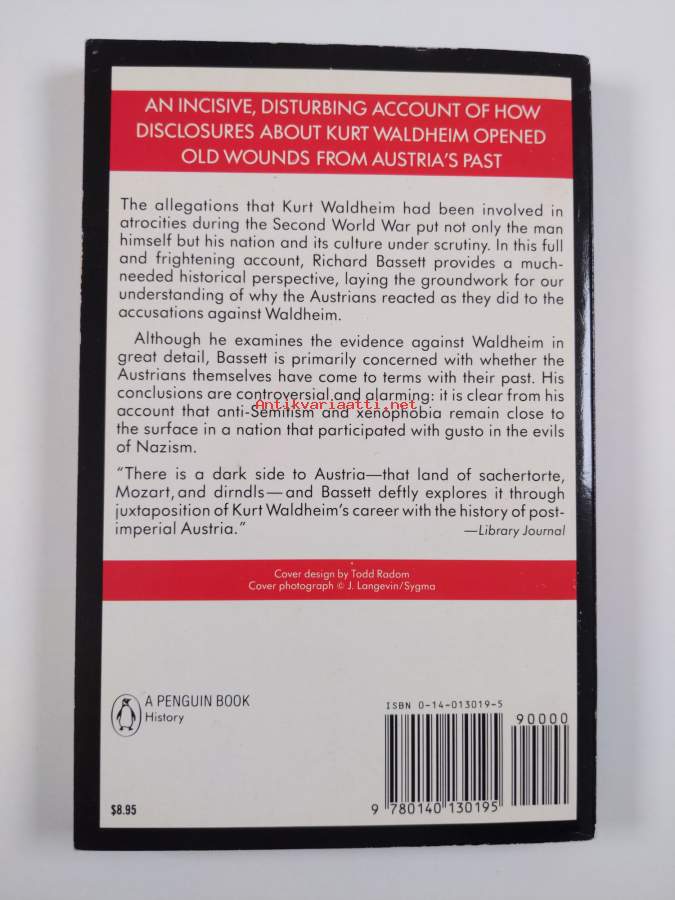 AN INCISIVE, DISTURBING ACCOUNT OF HOW
DISCLOSURES ABOUT KURT WALDHEIM OPENED
OLD WOUNDS FROM AUSTRIA'S PAST
The allegations that Kurt Waldheim had been involved in
atrocities during the Second World War put not only the man
himself but his nation and its culture under scrutiny. In this full
and frightening account, Richard Bassett provides a much-
needed historical perspective, laying the groundwork for our
understanding of why the Austrians reacted as they did to the
accusations against Waldheim.
Although he examines the evidence against Waldheim in
great detail, Bassett is primarily concerned with whether the
Austrians themselves have come to terms with their past. His
conclusions are controversial and alarming: it is clear from his
Antikvariaatti.net
account that anti-Semitism and xenophobia remain close to
the surface in a nation that participated with gusto in the evils
of Nazism.
"There is a dark side to Austria—that land of sachertorte,
Mozart, and dirndls—and Bassett deftly explores it through
juxtaposition of Kurt Waldheim's career with the history of post-
imperial Austria." —Library Journal
Cover design by Todd Radom
Cover photograph © J. Langevin/Sygma
A PENGUIN BOOK
History
ISBN 0-14-013019-5
90000
9 780140 130195
$8.95